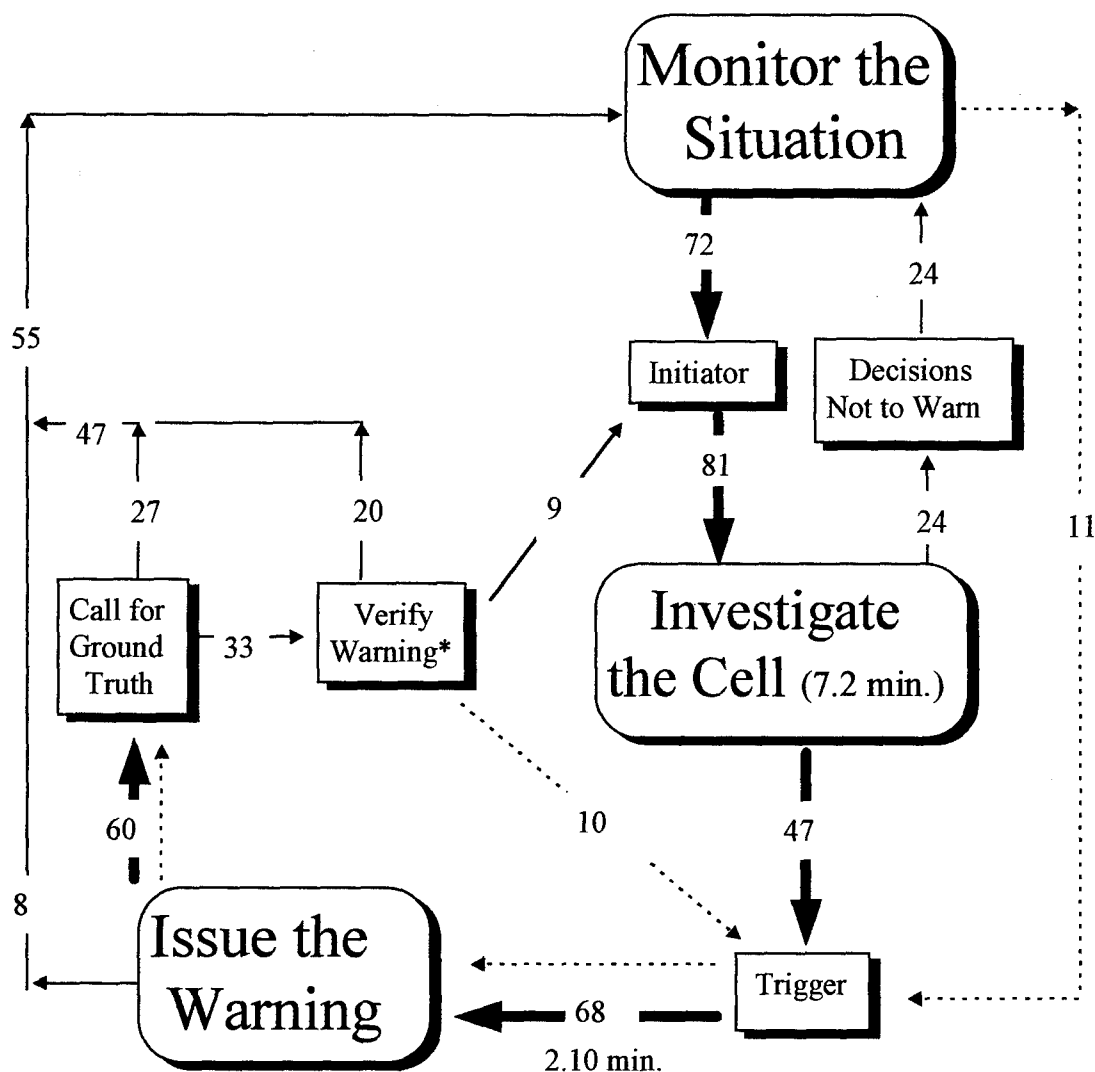 Monitor the
Situation
72
24
55
Initiator
Decisions
Not to Warn
47
81
27
20
9
24
11
Call for
Ground
Truth
33
Verify
Warning*
Investigate
the Cell (7.2 min.)
60
10
47
8
Issue the
Warning
Trigger
68
2.10 min.